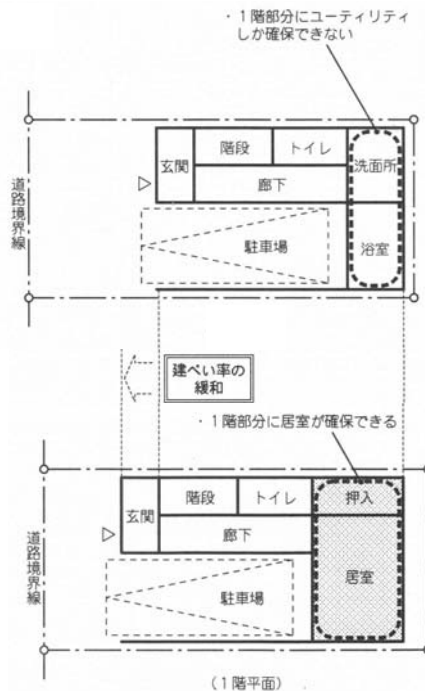 ・1階部分にユーティリティ
しか確保できない
玄関
階段
トイレ
洗面所
廊下
道路境界線
駐車場
浴室
建ぺい率の
緩和
・1階部分に居室が確保できる
玄関
階段
トイレ
押入
廊下
道路境界線
居室
駐車場
（1階平面）